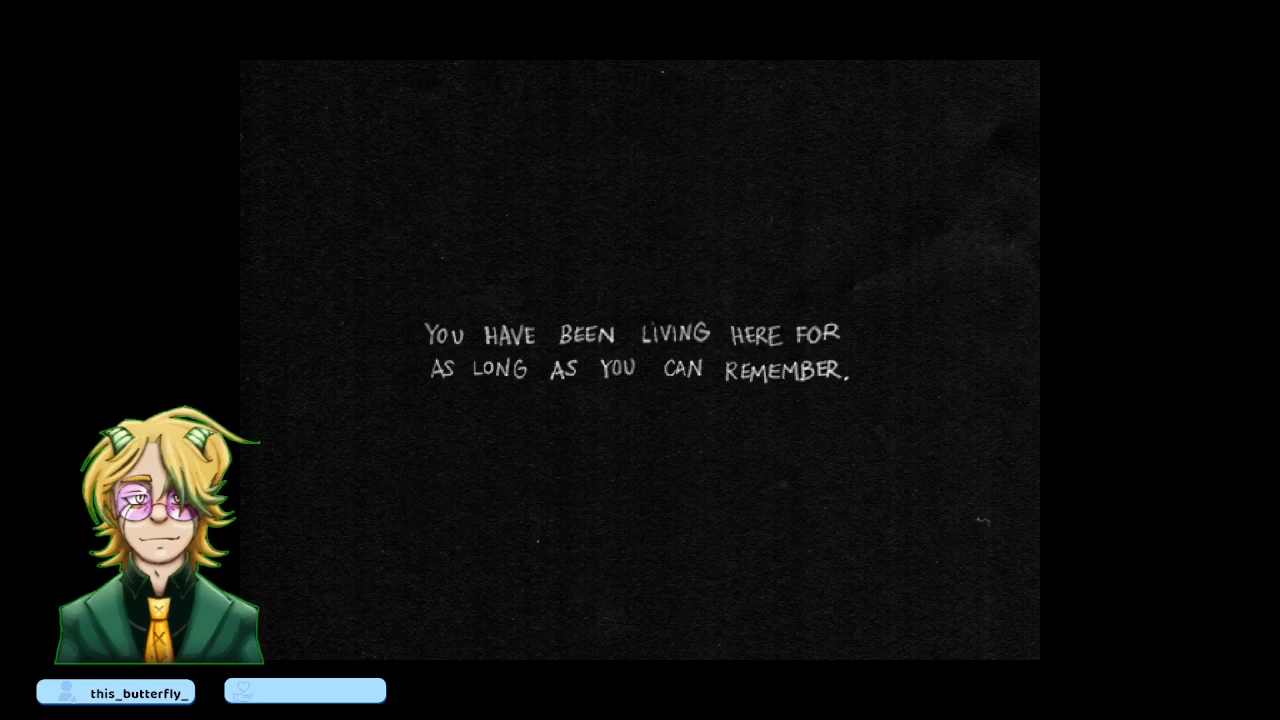 YOU HAVE BEEN LIVING HERE FOR
AS LONG AS YOU CAN REMEMBER.
this_butterfly_